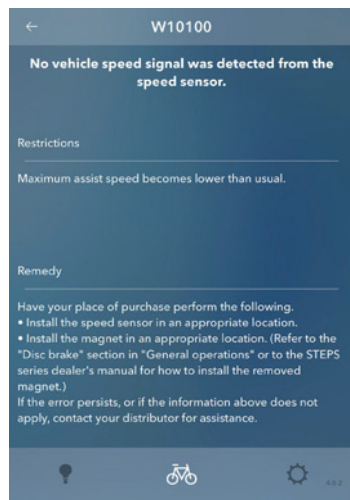 W10100
No vehicle speed signal was detected from the
speed sensor.
Restrictions
Maximum assist speed becomes lower than usual.
Remedy
Have your place of purchase perform the following.
• Install the speed sensor in an appropriate location.
• Install the magnet in an appropriate location. (Refer to the
"Disc brake" section in "General operations" or to the STEPS
series dealer's manual for how to install the removed
magnet.)
If the error persists, or if the information above does not
apply, contact your distributor for assistance.
4.0.2